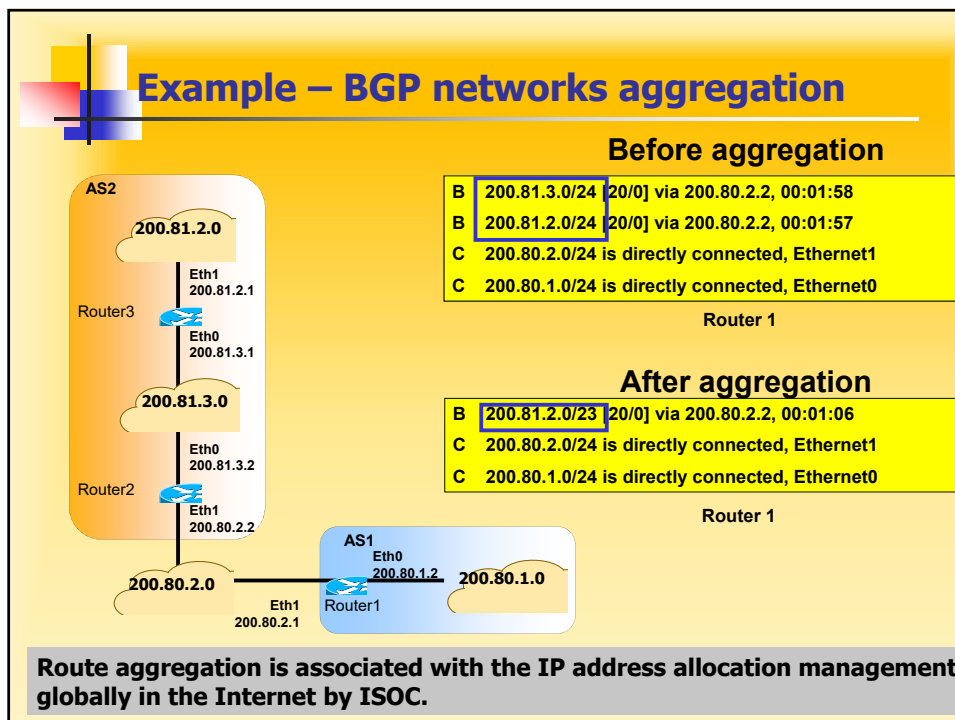 Example – BGP networks aggregation
Before aggregation
B 200.81.3.0/24 [20/0] via 200.80.2.2, 00:01:58
B 200.81.2.0/24 [20/0] via 200.80.2.2, 00:01:57
C 200.80.2.0/24 is directly connected, Ethernet1
C 200.80.1.0/24 is directly connected, Ethernet0
Router 1
After aggregation
B 200.81.2.0/23 [20/0] via 200.80.2.2, 00:01:06
C 200.80.2.0/24 is directly connected, Ethernet1
C 200.80.1.0/24 is directly connected, Ethernet0
Router 1
AS2
200.81.2.0
Eth1
200.81.2.1
Router3
Eth0
200.81.3.1
200.81.3.0
Eth0
200.81.3.2
Router2
Eth1
200.80.2.2
AS1
Eth0
200.80.1.2
200.80.2.0
200.80.1.0
Eth1
200.80.2.1
Router1
Route aggregation is associated with the IP address allocation management
globally in the Internet by ISOC.